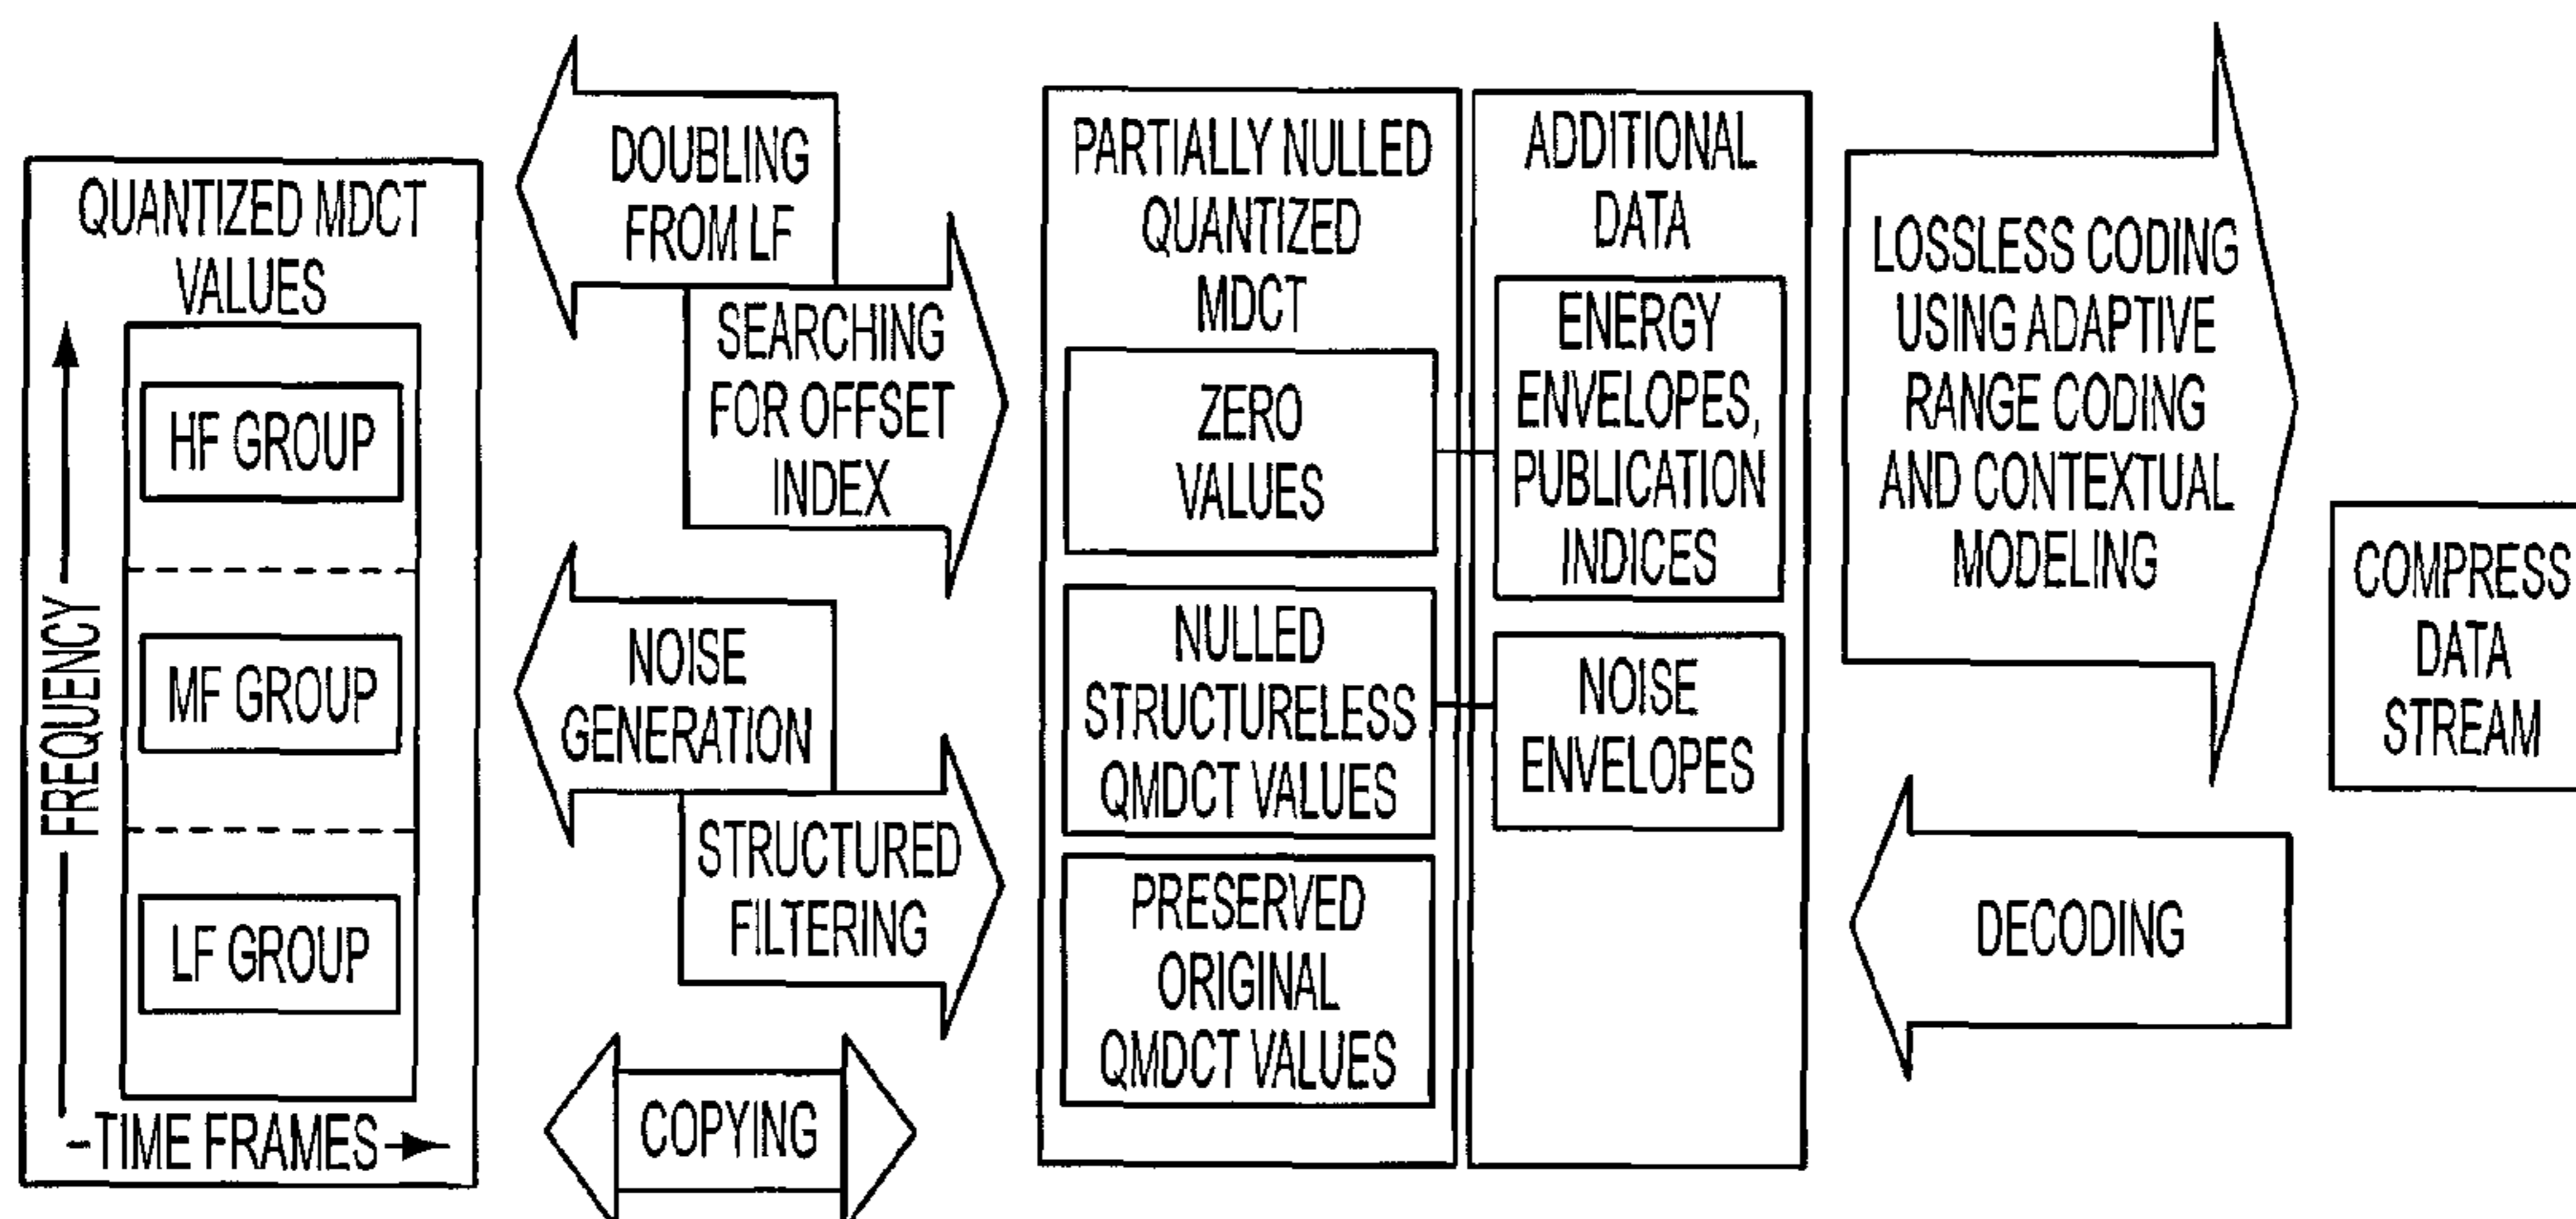 QUANTIZED MDCT
VALUES
FREQUENCY
HF GROUP
MF GROUP
LF GROUP
TIME FRAMES
DOUBLING
FROM LF
SEARCHING
FOR OFFSET
INDEX
NOISE
GENERATION
STRUCTURED
FILTERING
COPYING
PARTIALLY NULLED
QUANTIZED
MDCT
ZERO
VALUES
NULLED
STRUCTURELESS
QMDCT VALUES
PRESERVED
ORIGINAL
QMDCT VALUES
ADDITIONAL
DATA
ENERGY
ENVELOPES,
PUBLICATION
INDICES
NOISE
ENVELOPES
LOSSLESS CODING
USING ADAPTIVE
RANGE CODING
AND CONTEXTUAL
MODELING
DECODING
COMPRESS
DATA
STREAM